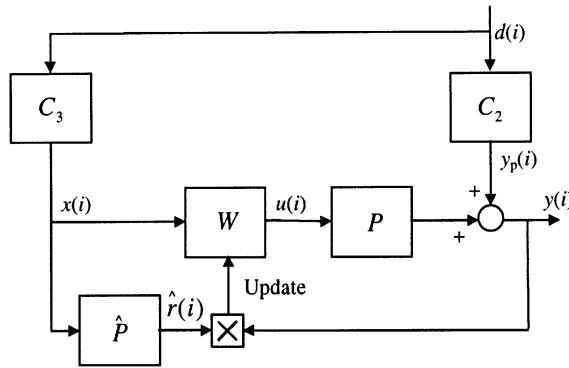 d(i)
C₃
C₂
yₚ(i)
+
x(i)
W
u(i)
P
+
y(i)
Update
P̂
r̂(i)
×